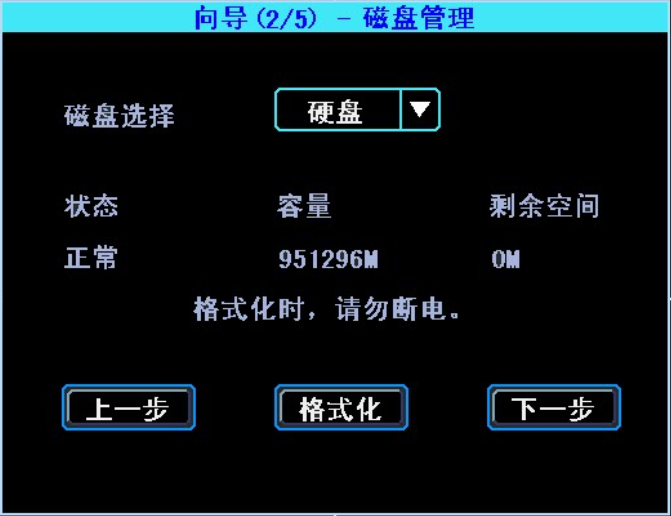 向导(2/5) - 磁盘管理
磁盘选择 硬盘
状态 容量 剩余空间
正常 951296M 0M
格式化时，请勿断电。
上一步 格式化 下一步